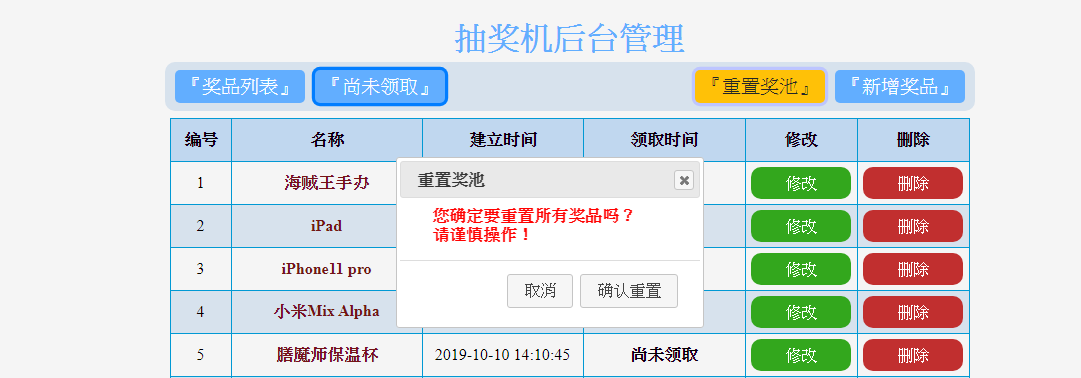 抽奖机后台管理
『奖品列表』 『尚未领取』 『重置奖池』 『新增奖品』
编号 名称 建立时间 领取时间 修改 删除
1 海贼王手办 修改 删除
2 iPad 修改 删除
3 iPhone11 pro 修改 删除
4 小米Mix Alpha 修改 删除
5 膳魔师保温杯 2019-10-10 14:10:45 尚未领取 修改 删除
重置奖池
您确定要重置所有奖品吗？
请谨慎操作！
取消 确认重置